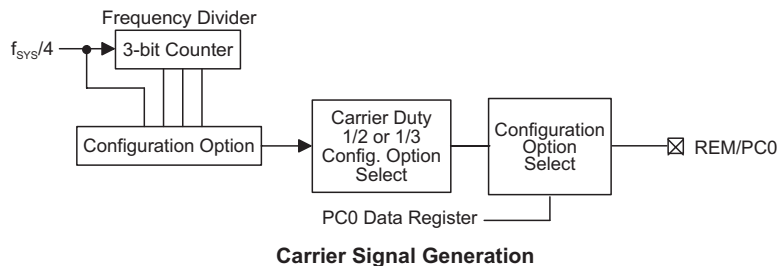 Frequency Divider
fSYS/4
3-bit Counter
Configuration Option
Carrier Duty
1/2 or 1/3
Config. Option
Select
Configuration
Option
Select
REM/PC0
PC0 Data Register
Carrier Signal Generation